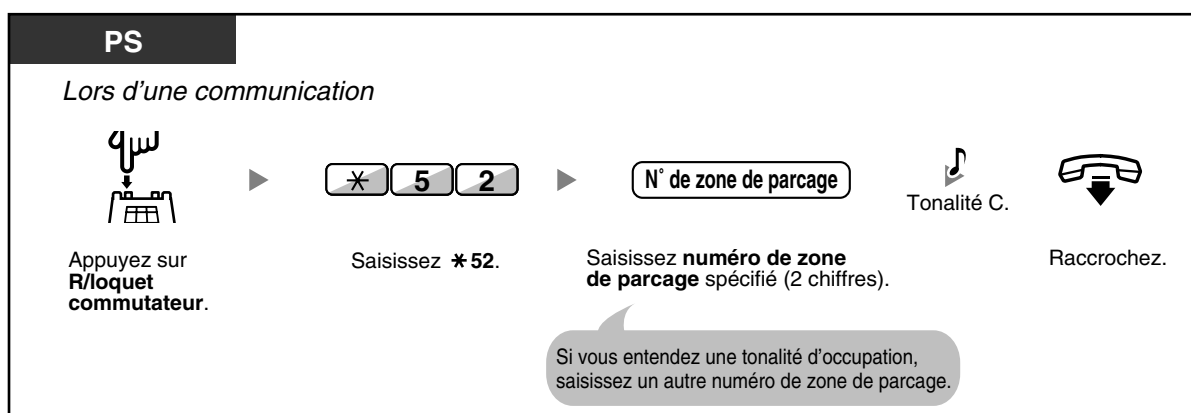 PS
Lors d'une communication
✳ 5 2
N° de zone de parcage
Tonalité C.
Appuyez sur
R/loquet
commutateur.
Saisissez ✳52.
Saisissez numéro de zone
de parcage spécifié (2 chiffres).
Raccrochez.
Si vous entendez une tonalité d'occupation,
saisissez un autre numéro de zone de parcage.